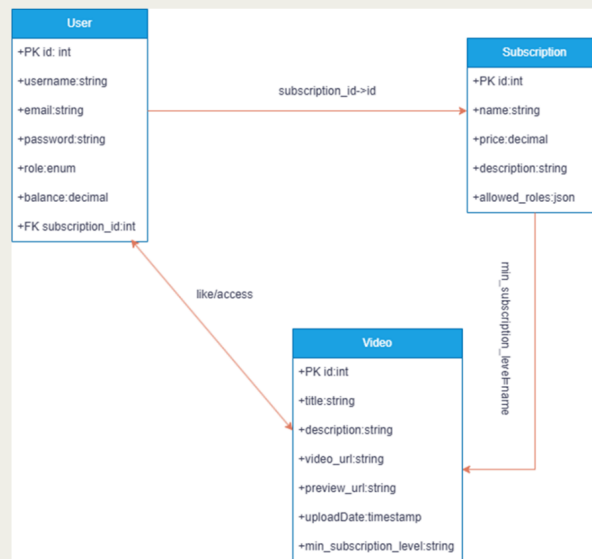 User
+PK id: int
+username:string
+email:string
+password:string
+role:enum
+balance:decimal
+FK subscription_id:int
subscription_id->id
Subscription
+PK id:int
+name:string
+price:decimal
+description:string
+allowed_roles:json
like/access
min_subscription_level=name
Video
+PK id:int
+title:string
+description:string
+video_url:string
+preview_url:string
+uploadDate:timestamp
+min_subscription_level:string